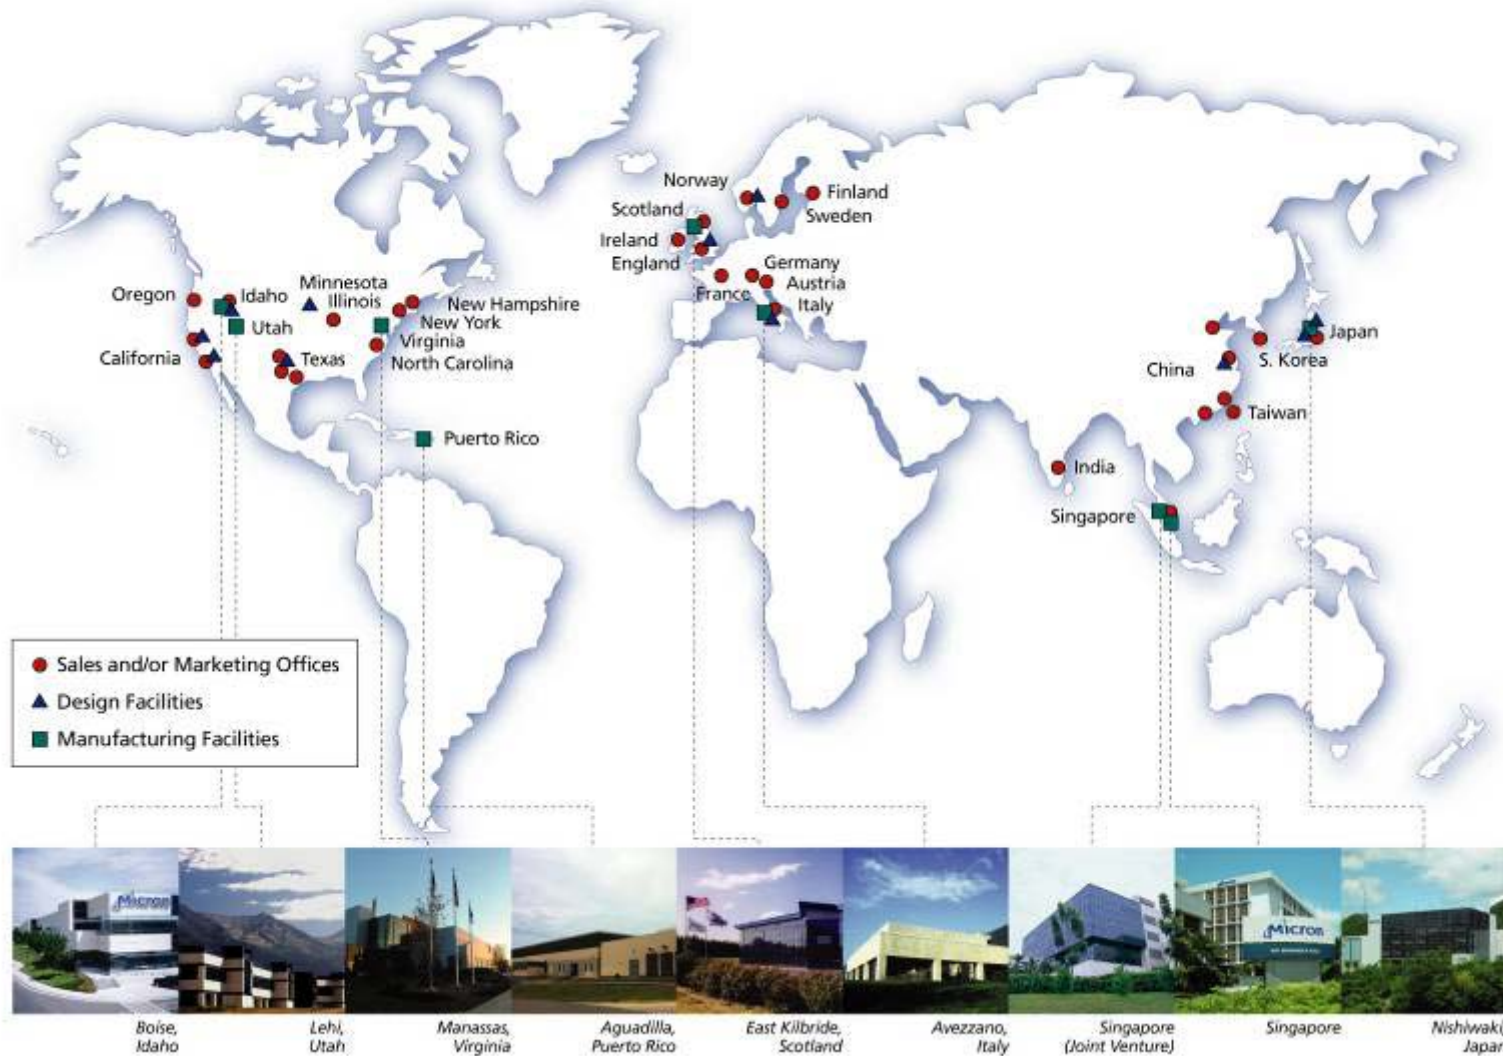 Norway
Finland
Sweden
Scotland
Ireland
England
Germany
Austria
France
Italy
Oregon
Idaho
Minnesota
Illinois
New Hampshire
New York
Utah
Virginia
California
Texas
North Carolina
Japan
S. Korea
China
Taiwan
Puerto Rico
India
Singapore
Sales and/or Marketing Offices
Design Facilities
Manufacturing Facilities
Micron
Micron
Boise,
Idaho
Lehi,
Utah
Manassas,
Virginia
Aguadilla,
Puerto Rico
East Kilbride,
Scotland
Avezzano,
Italy
Singapore
(Joint Venture)
Singapore
Nishiwaki,
Japan